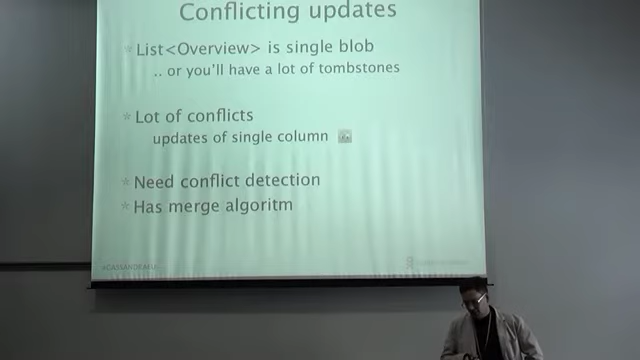 Conflicting updates
* List<Overview> is single blob
.. or you'll have a lot of tombstones
* Lot of conflicts
updates of single column
* Need conflict detection
* Has merge algoritm
#CASSANDRAEU